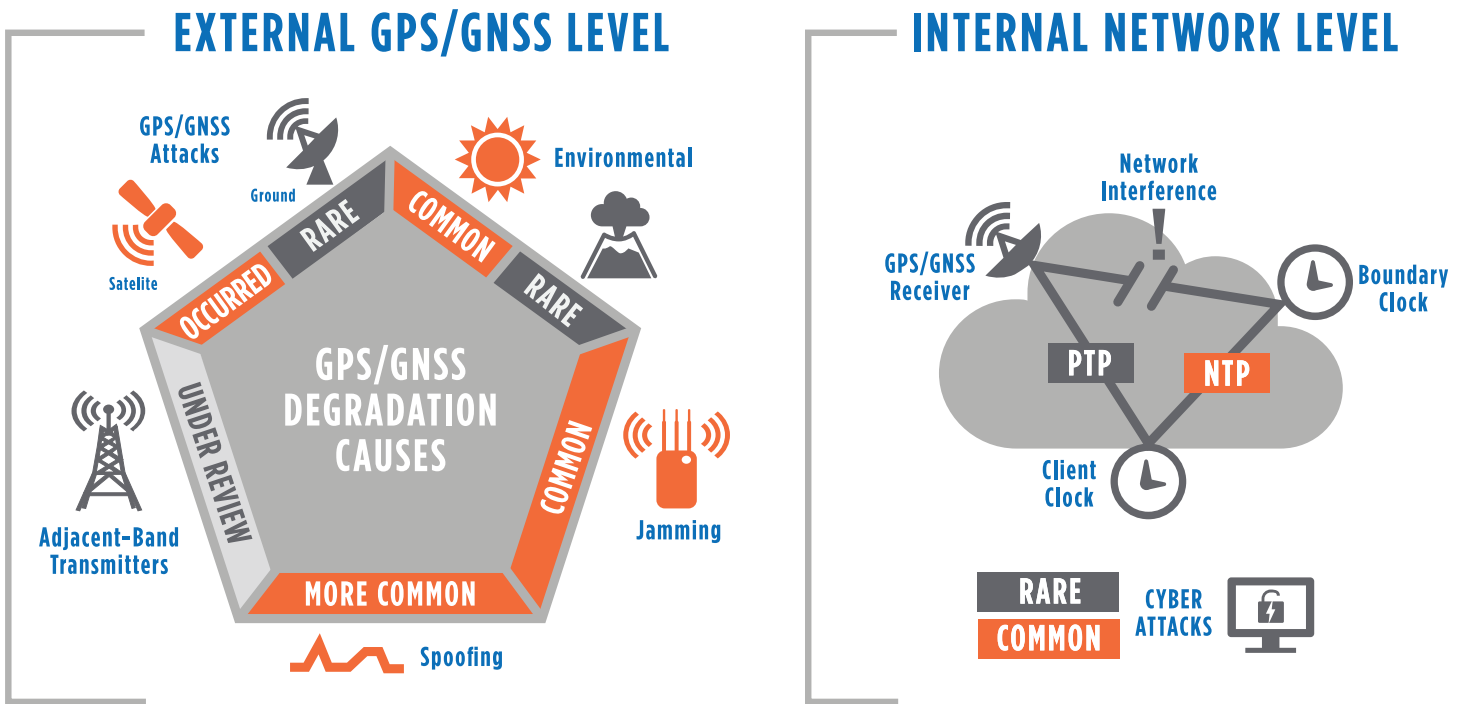 EXTERNAL GPS/GNSS LEVEL
GPS/GNSS
Attacks
Ground
Satelite
Environmental
RARE
COMMON
OCCURRED
RARE
GPS/GNSS
DEGRADATION
CAUSES
UNDER REVIEW
COMMON
Adjacent-Band
Transmitters
Jamming
MORE COMMON
Spoofing
INTERNAL NETWORK LEVEL
Network
Interference
!
GPS/GNSS
Receiver
Boundary
Clock
PTP
NTP
Client
Clock
RARE
COMMON
CYBER
ATTACKS